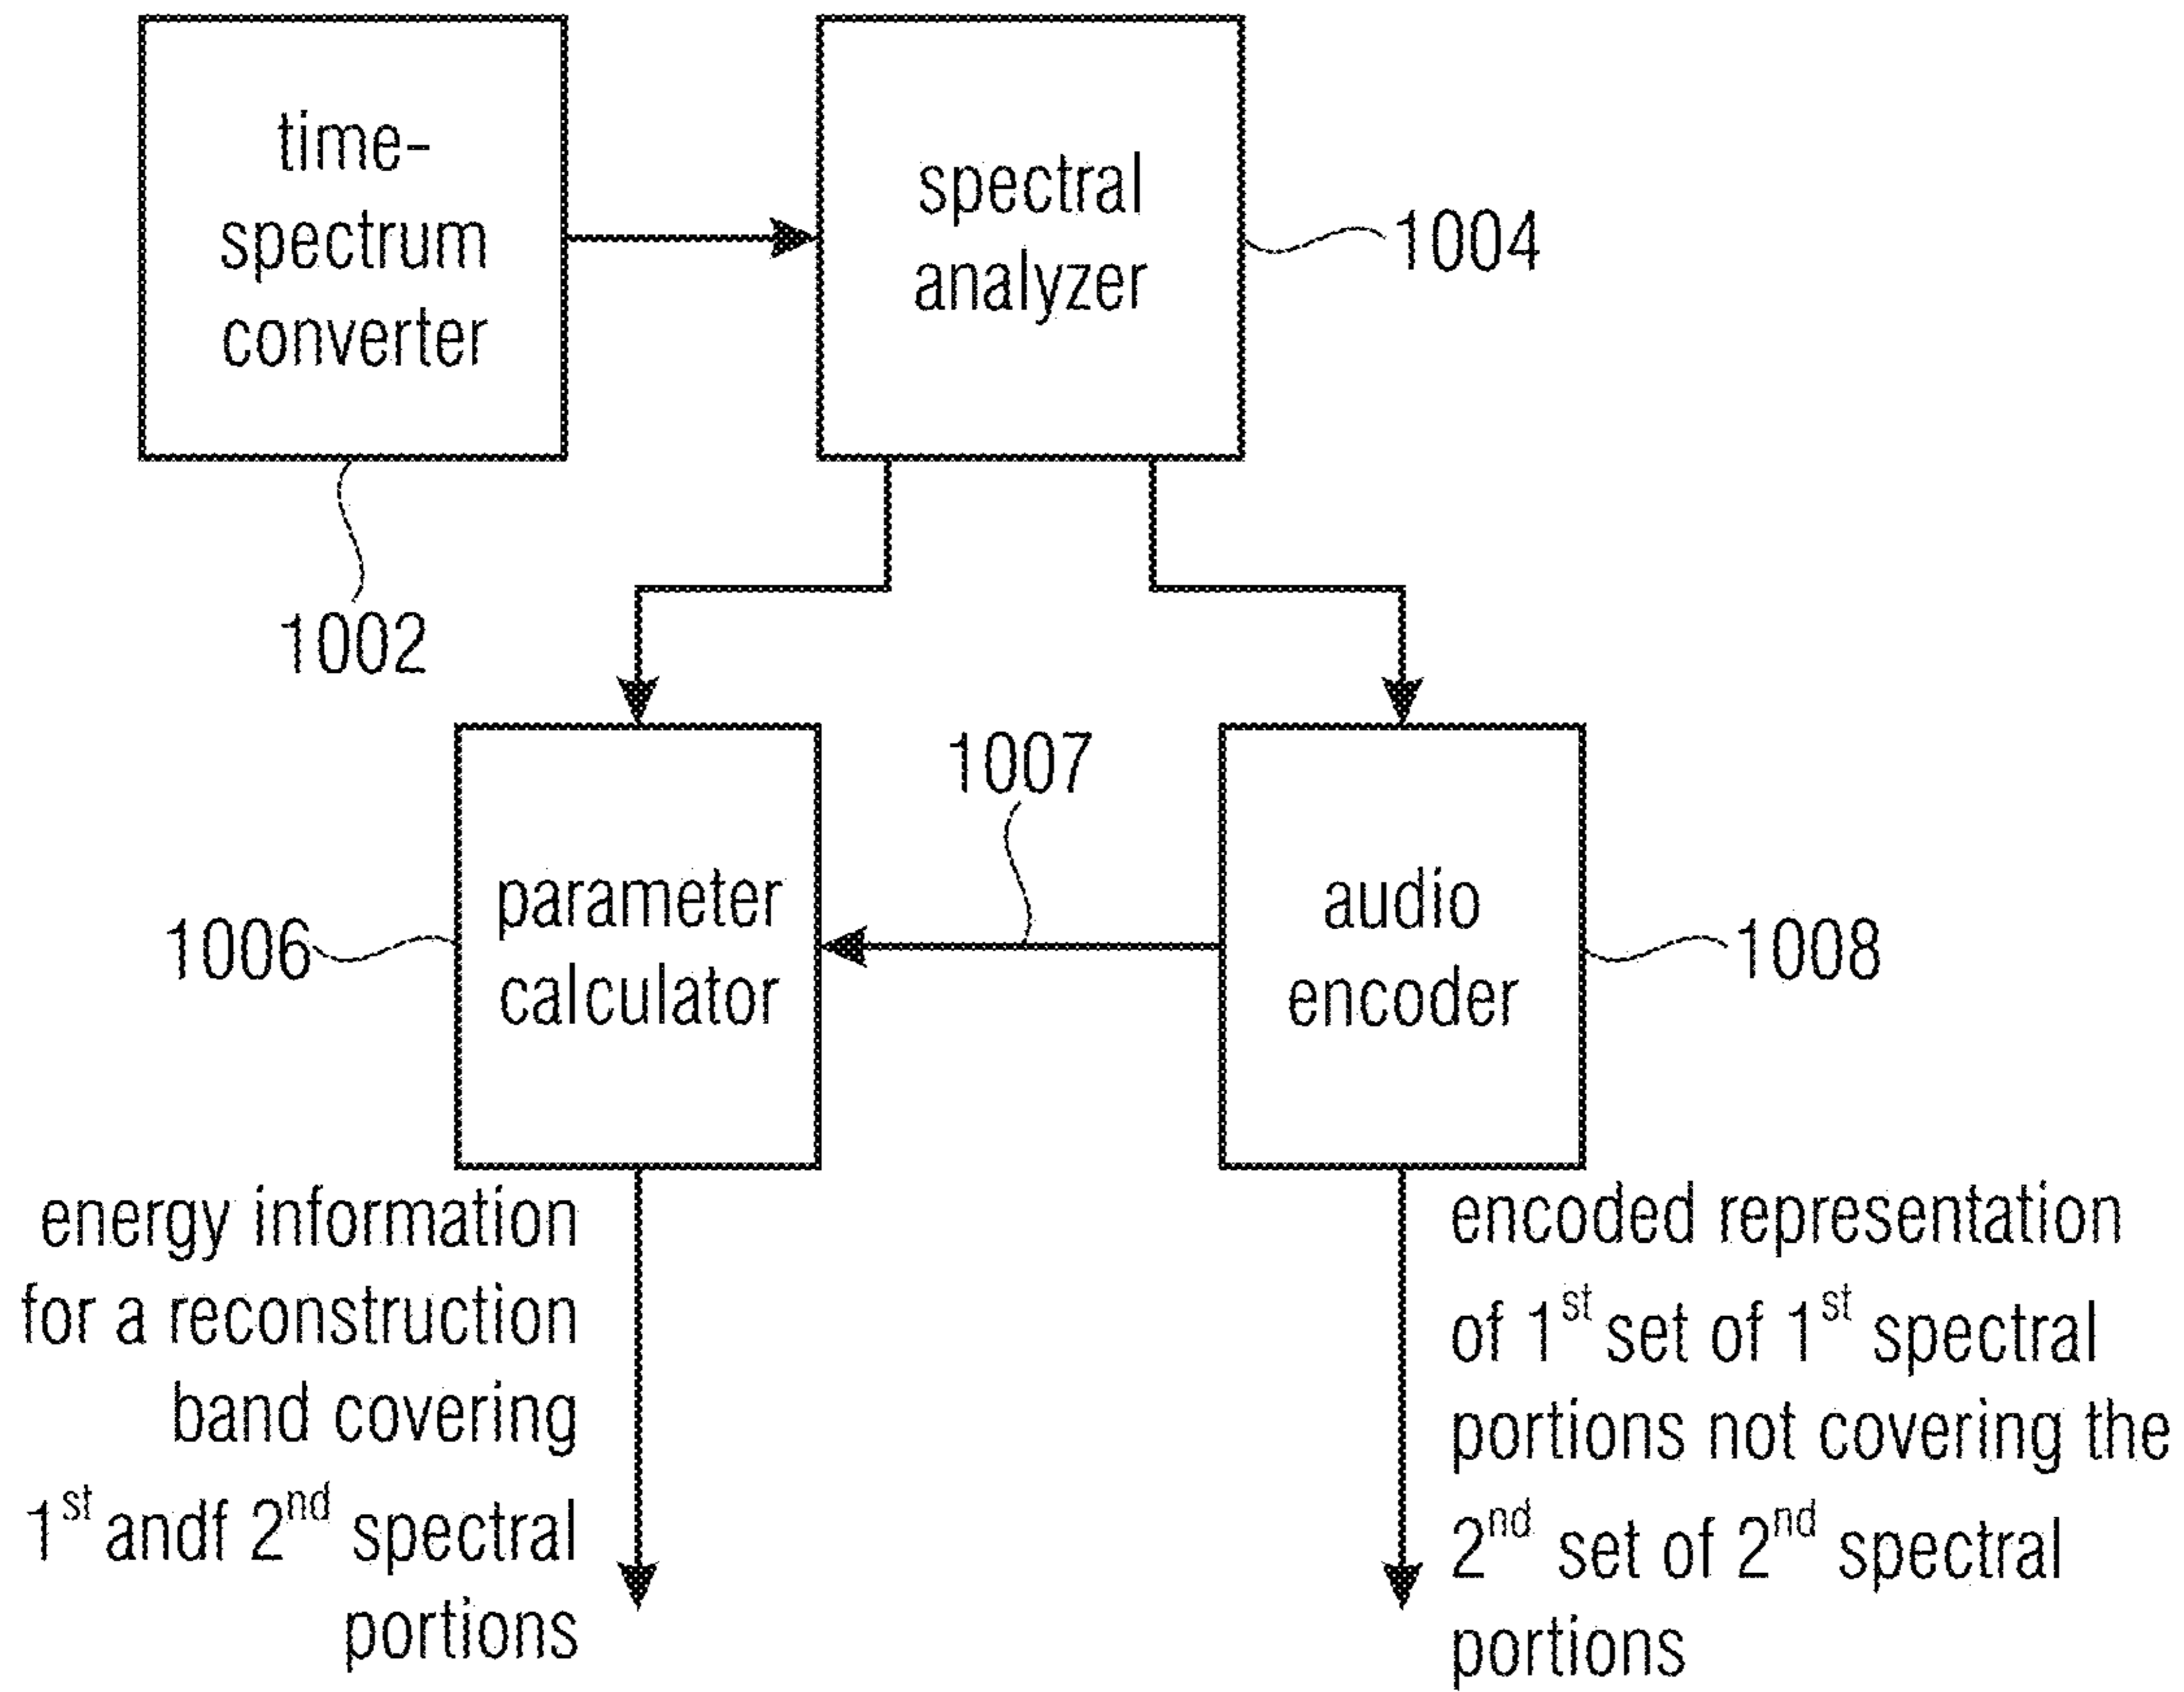 time-
spectrum
converter
spectral
analyzer
1004
1002
1007
parameter
calculator
1006
audio
encoder
1008
energy information
for a reconstruction
band covering
1st andf 2nd spectral
portions
encoded representation
of 1st set of 1st spectral
portions not covering the
2nd set of 2nd spectral
portions